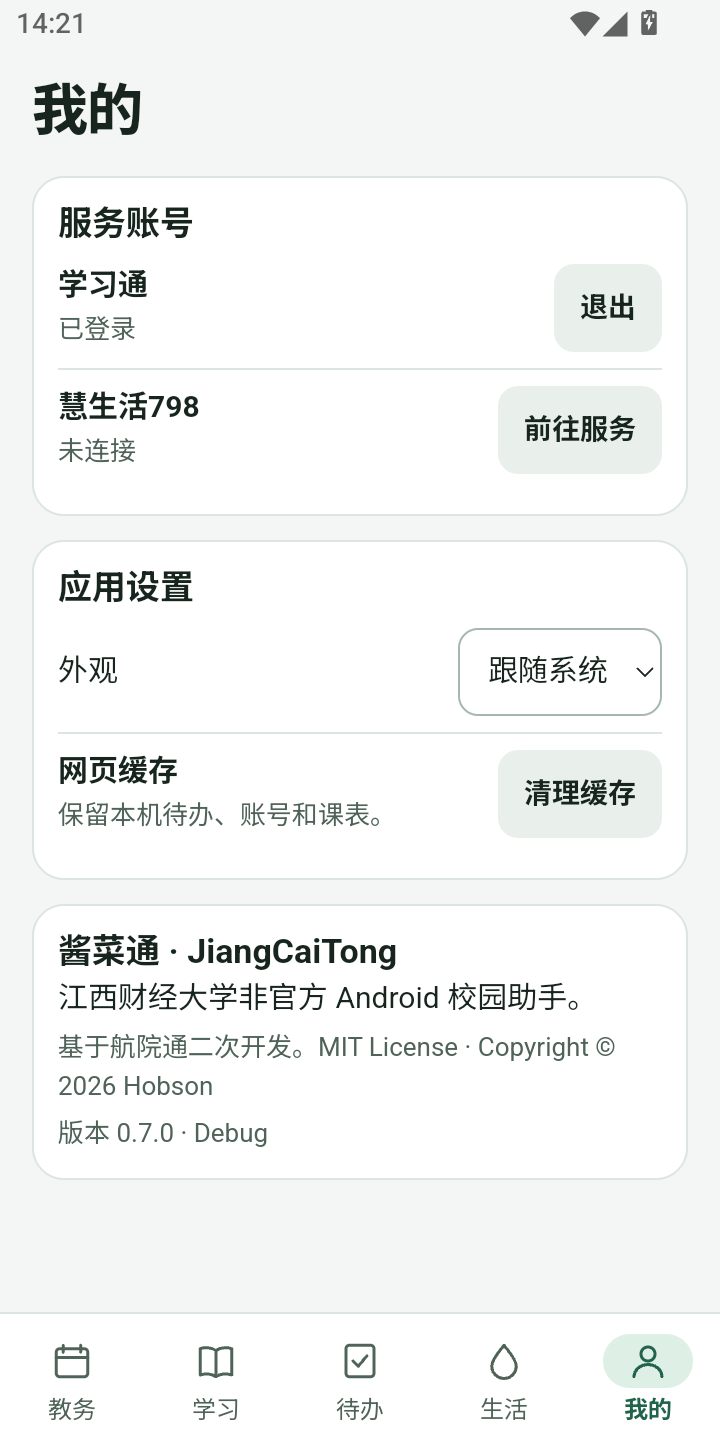 14:21
我的
服务账号
学习通
已登录
退出
慧生活798
未连接
前往服务
应用设置
外观
跟随系统
网页缓存
保留本机待办、账号和课表。
清理缓存
酱菜通 · JiangCaiTong
江西财经大学非官方 Android 校园助手。
基于航院通二次开发。MIT License · Copyright ©
2026 Hobson
版本 0.7.0 · Debug
教务
学习
待办
生活
我的